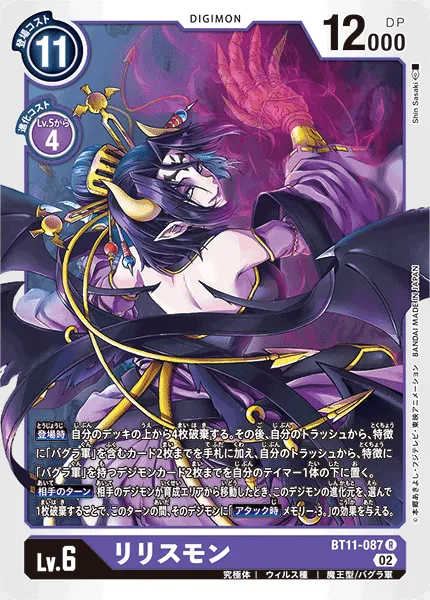 登場コスト
11
DIGIMON
DP
12000
進化コスト
Lv.5から
4
Shin Sasaki
BANDAI MADE IN JAPAN
©本郷あきよし・フジテレビ・東映アニメーション
登場時 自分のデッキの上から4枚破棄する。その後、自分のトラッシュから、特徴
に「バグラ軍」を含むカード2枚までを手札に加え、自分のトラッシュから、特徴に
「バグラ軍」を持つデジモンカード2枚までを自分のテイマー1体の下に置く。
相手のターン 相手のデジモンが育成エリアから移動したとき、このデジモンの進化元を、選んで
1枚破棄することで、このターンの間、そのデジモンに「アタック時 メモリー-3。」の効果を与える。
Lv.6
リリスモン
BT11-087 R
02
究極体
ウィルス種
魔王型/バグラ軍